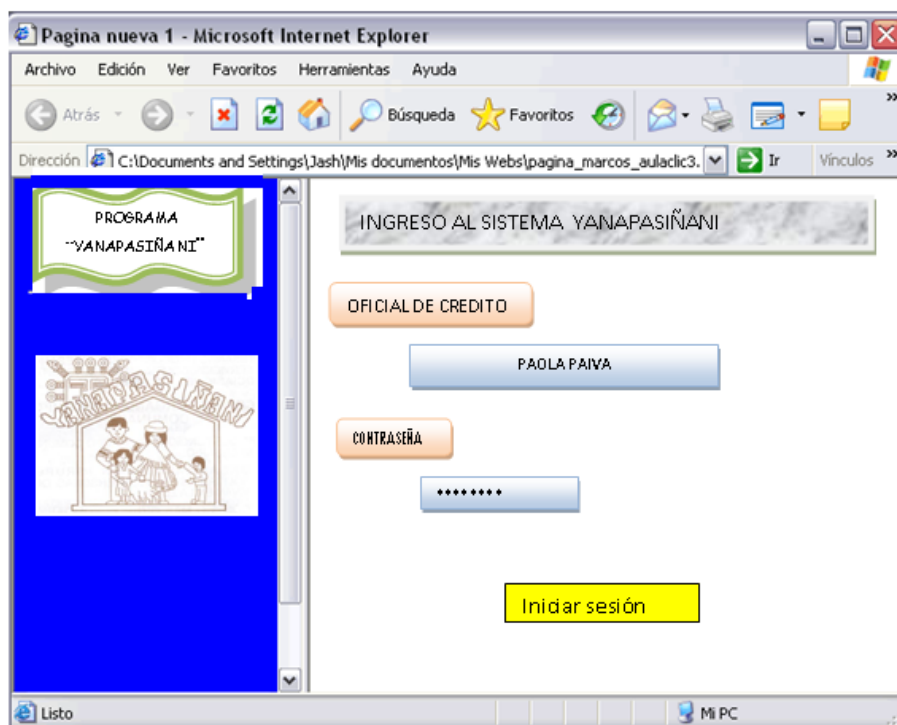 Pagina nueva 1 - Microsoft Internet Explorer
Archivo Edición Ver Favoritos Herramientas Ayuda
Atrás Búsqueda Favoritos
Dirección C:\Documents and Settings\Jash\Mis documentos\Mis Webs\pagina_marcos_aulaclic3. Ir Vínculos
PROGRAMA
"YANAPASIÑANI"
YANAPASIÑANI
INGRESO AL SISTEMA YANAPASIÑANI
OFICIAL DE CREDITO
PAOLA PAIVA
CONTRASEÑA
••••••••
Iniciar sesión
Listo Mi PC